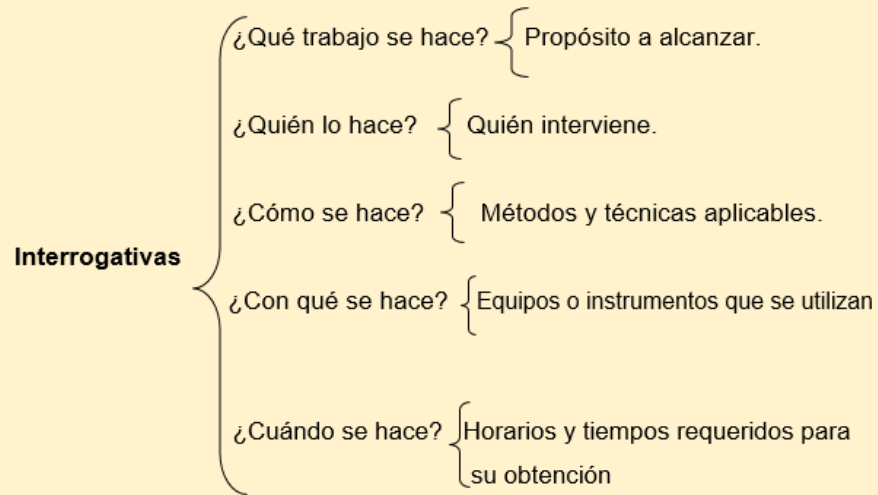 ¿Qué trabajo se hace? Propósito a alcanzar.
¿Quién lo hace? Quién interviene.
¿Cómo se hace? Métodos y técnicas aplicables.
Interrogativas
¿Con qué se hace? Equipos o instrumentos que se utilizan
¿Cuándo se hace? Horarios y tiempos requeridos para
su obtención